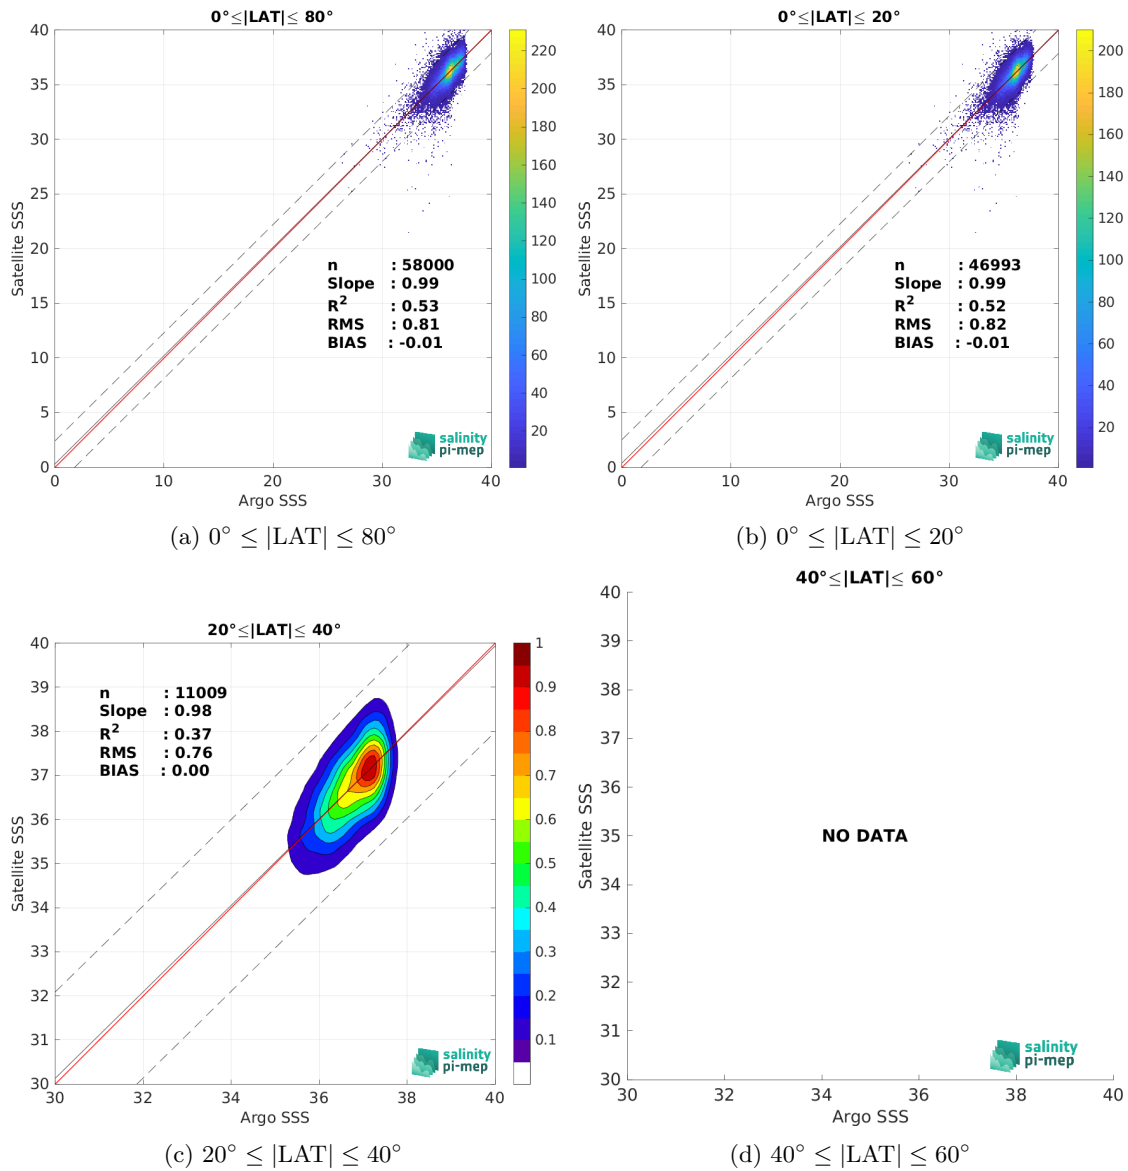 0°≤|LAT|≤ 80°
40
35
30
25
20
15
10
5
0
Satellite SSS
n : 58000
Slope : 0.99
R² : 0.53
RMS : 0.81
BIAS : -0.01
salinity
pi-mep
0 10 20 30 40
Argo SSS
220
200
180
160
140
120
100
80
60
40
20
(a) 0° ≤ |LAT| ≤ 80°
0°≤|LAT|≤ 20°
40
35
30
25
20
15
10
5
0
Satellite SSS
n : 46993
Slope : 0.99
R² : 0.52
RMS : 0.82
BIAS : -0.01
salinity
pi-mep
0 10 20 30 40
Argo SSS
200
180
160
140
120
100
80
60
40
20
(b) 0° ≤ |LAT| ≤ 20°
20°≤|LAT|≤ 40°
40
39
38
37
36
35
34
33
32
31
30
Satellite SSS
n : 11009
Slope : 0.98
R² : 0.37
RMS : 0.76
BIAS : 0.00
salinity
pi-mep
30 32 34 36 38 40
Argo SSS
1
0.9
0.8
0.7
0.6
0.5
0.4
0.3
0.2
0.1
(c) 20° ≤ |LAT| ≤ 40°
40°≤|LAT|≤ 60°
40
39
38
37
36
35
34
33
32
31
30
Satellite SSS
NO DATA
salinity
pi-mep
30 32 34 36 38 40
Argo SSS
(d) 40° ≤ |LAT| ≤ 60°